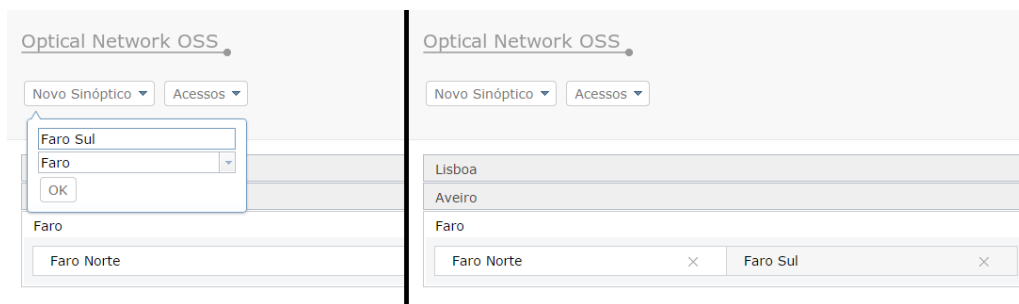 Optical Network OSS
Novo Sinóptico Acessos
Faro Sul
Faro
OK
Faro
Faro Norte
Optical Network OSS
Novo Sinóptico Acessos
Lisboa
Aveiro
Faro
Faro Norte Faro Sul